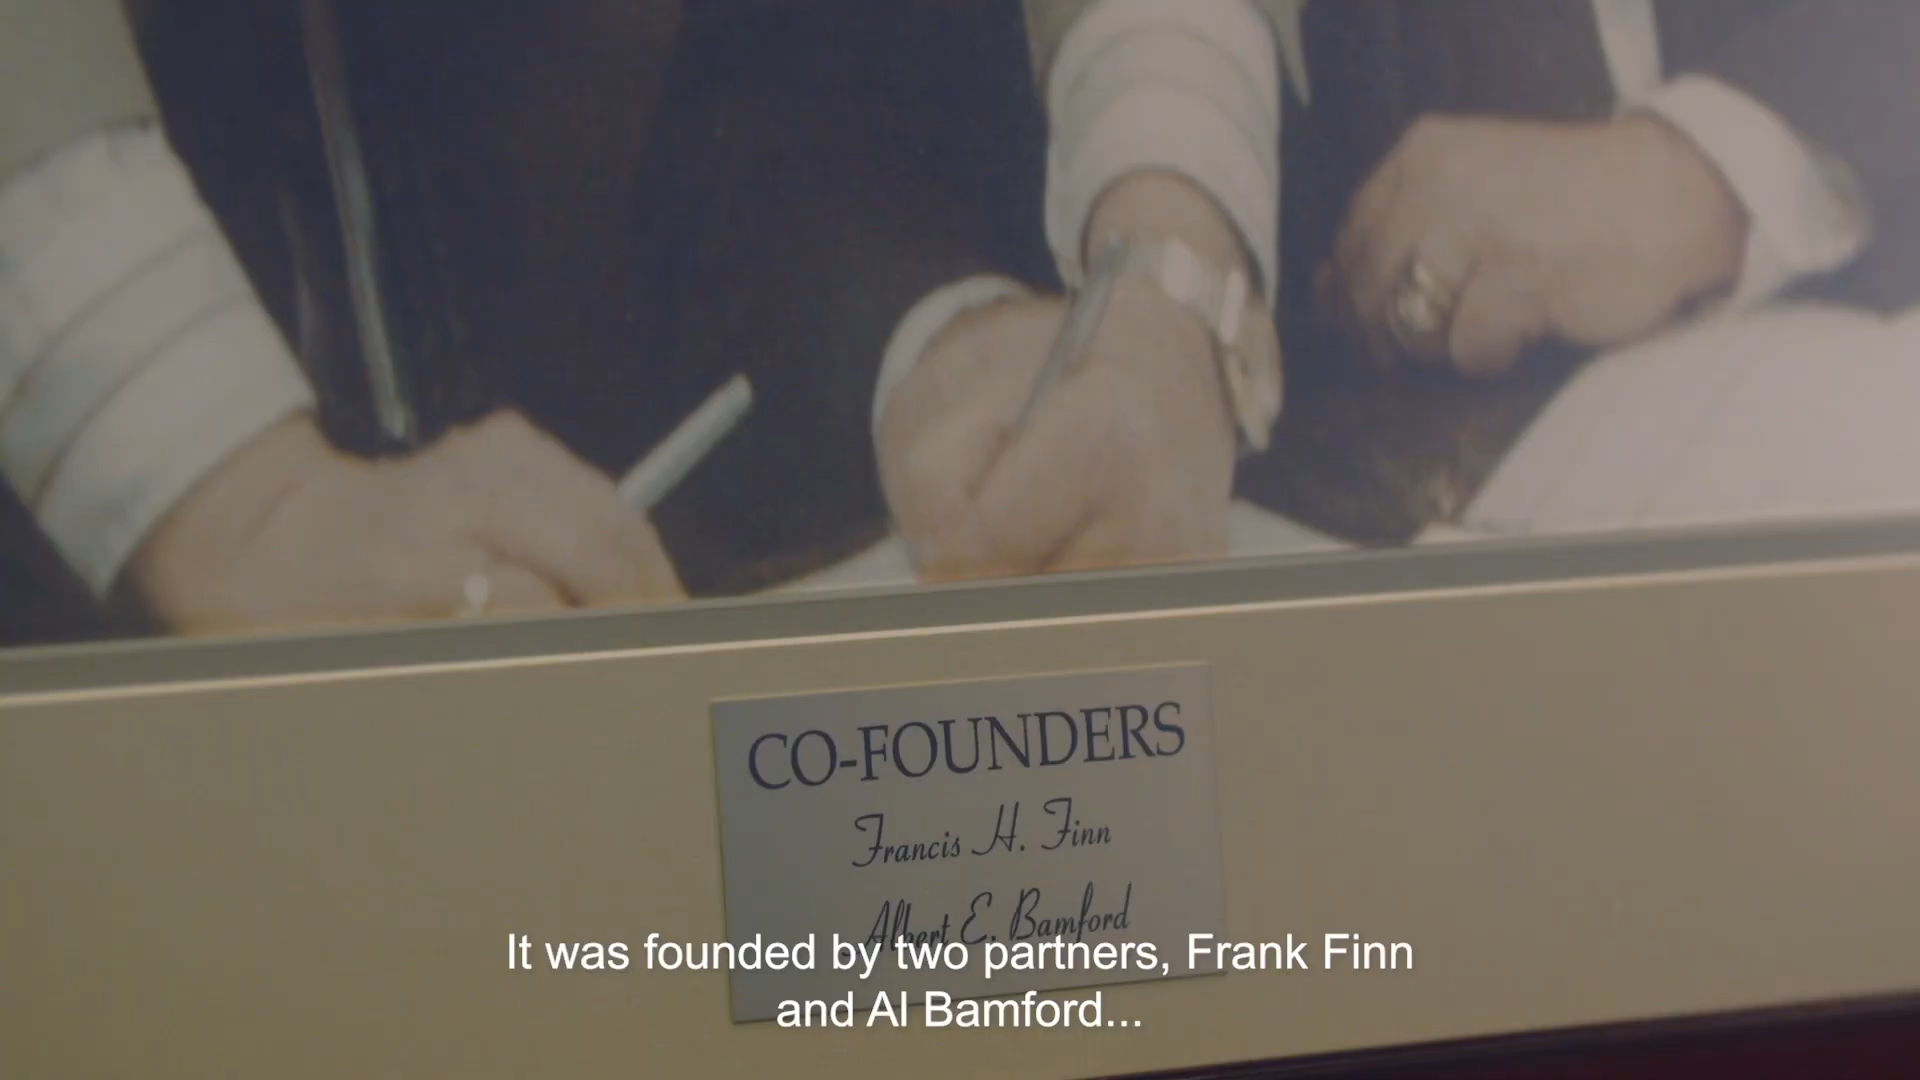 CO-FOUNDERS
Francis H. Finn
Albert E. Bamford
It was founded by two partners, Frank Finn
and Al Bamford...